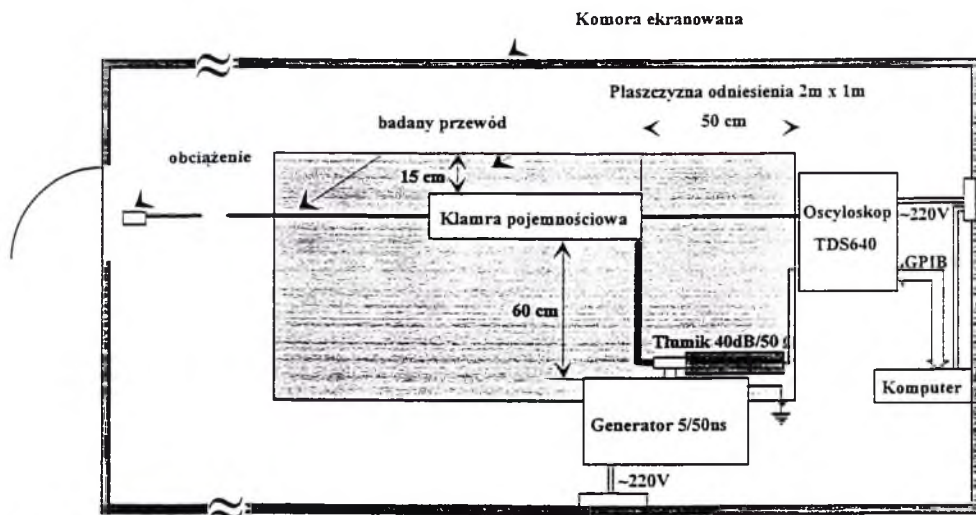 Komora ekranowana
Płaszczyzna odniesienia 2m x 1m
50 cm
badany przewód
obciążenie
15 cm
Klamra pojemnościowa
Oscyloskop
TDS640
~220V
GPIB
60 cm
Tłumik 40dB/50
Komputer
Generator 5/50ns
~220V